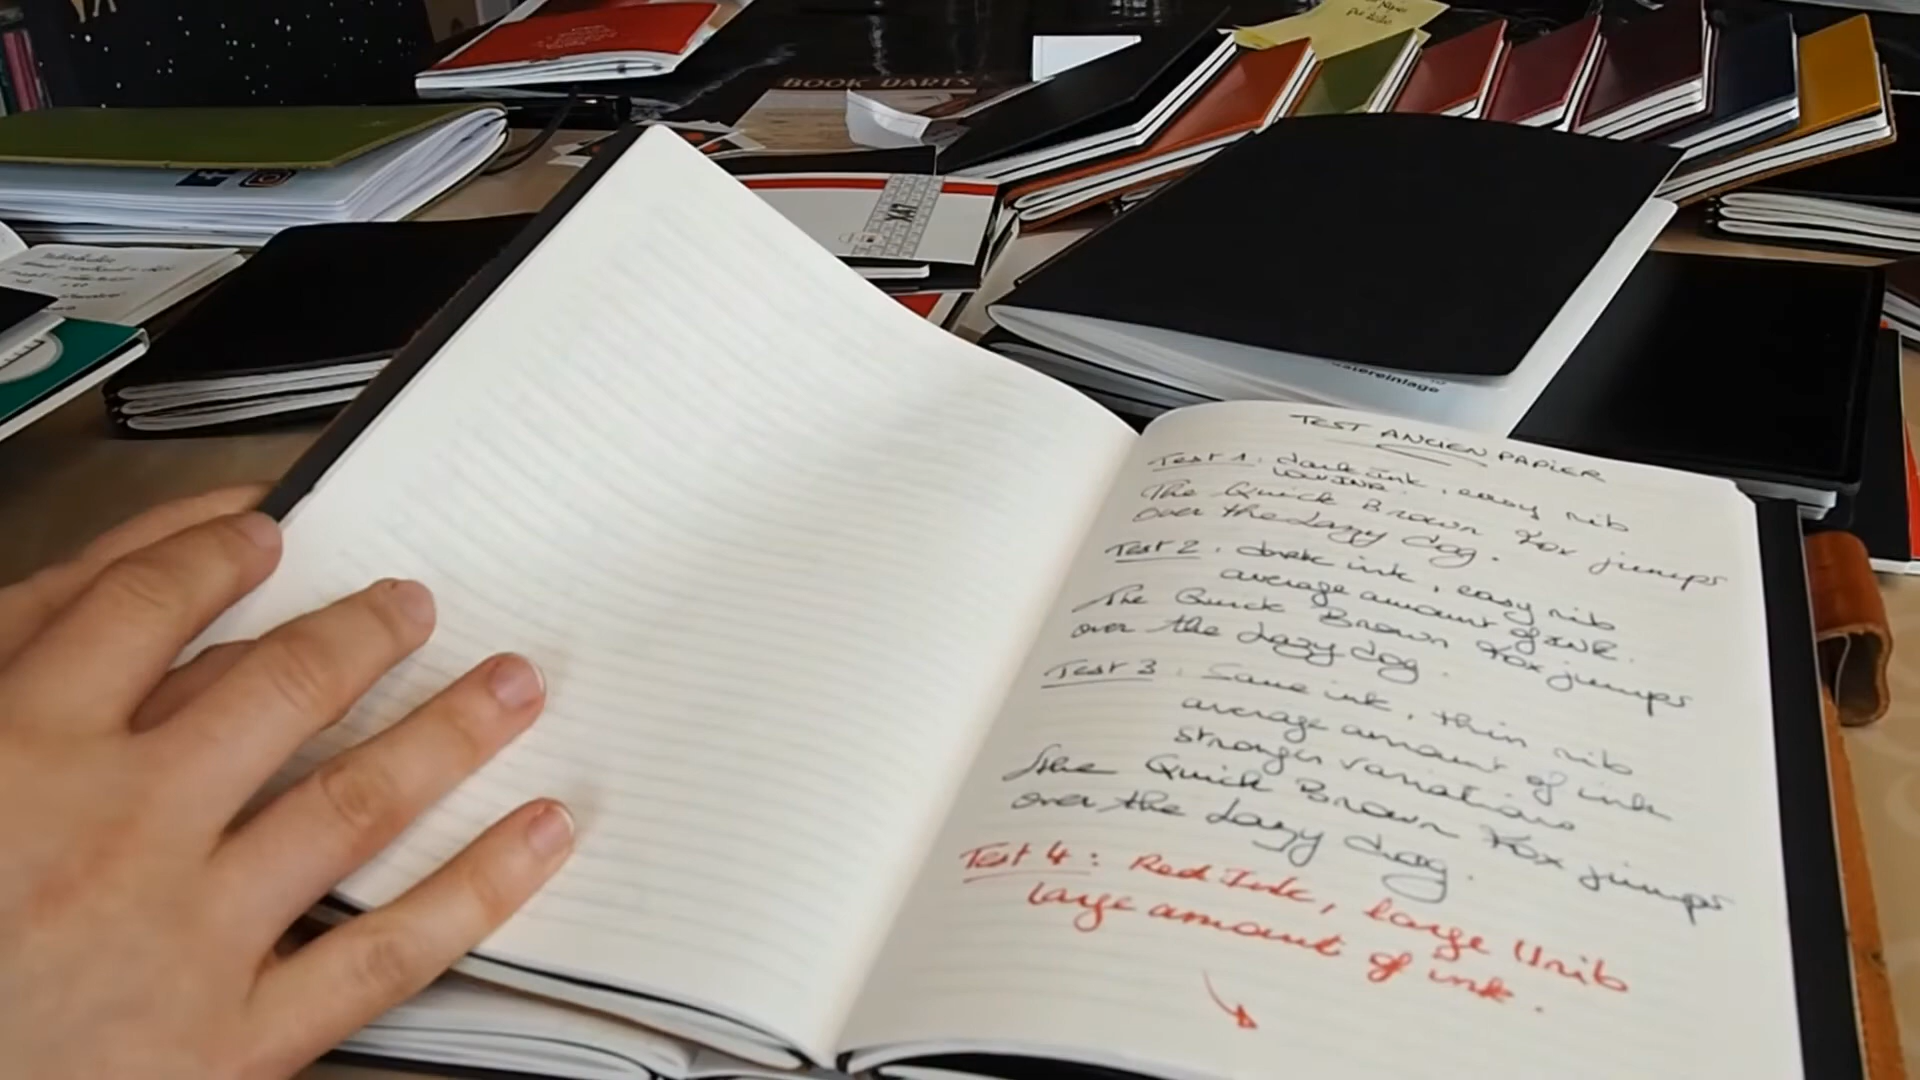 BOOK DARTS
XA7
TEST ANCIEN PAPIER
Test 1 : dark ink, easy nib
low INK.
The Quick Brown Fox jumps
over the Lazy dog.
Test 2 : dark ink, easy nib
average amount of INK.
The Quick Brown Fox jumps
over the Lazy dog.
Test 3 : Same ink, thin nib
average amount of ink
stronger variations
The Quick Brown Fox jumps
over the Lazy dog.
Test 4 : Red Ink, large nib
large amount of ink.